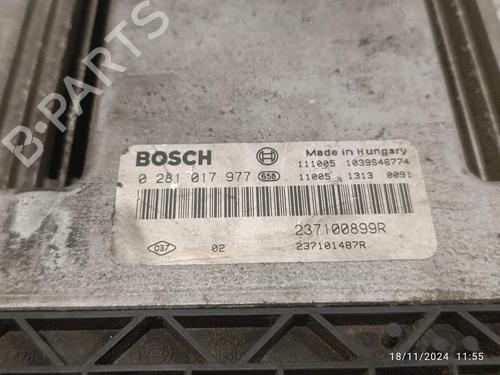 B-PARTS
BOSCH
Made in Hungary
111005 1039S46774
0 281 017 977 656 11005 1313 0091
237100899R
037 02 237101487R
18/11/2024 11:55